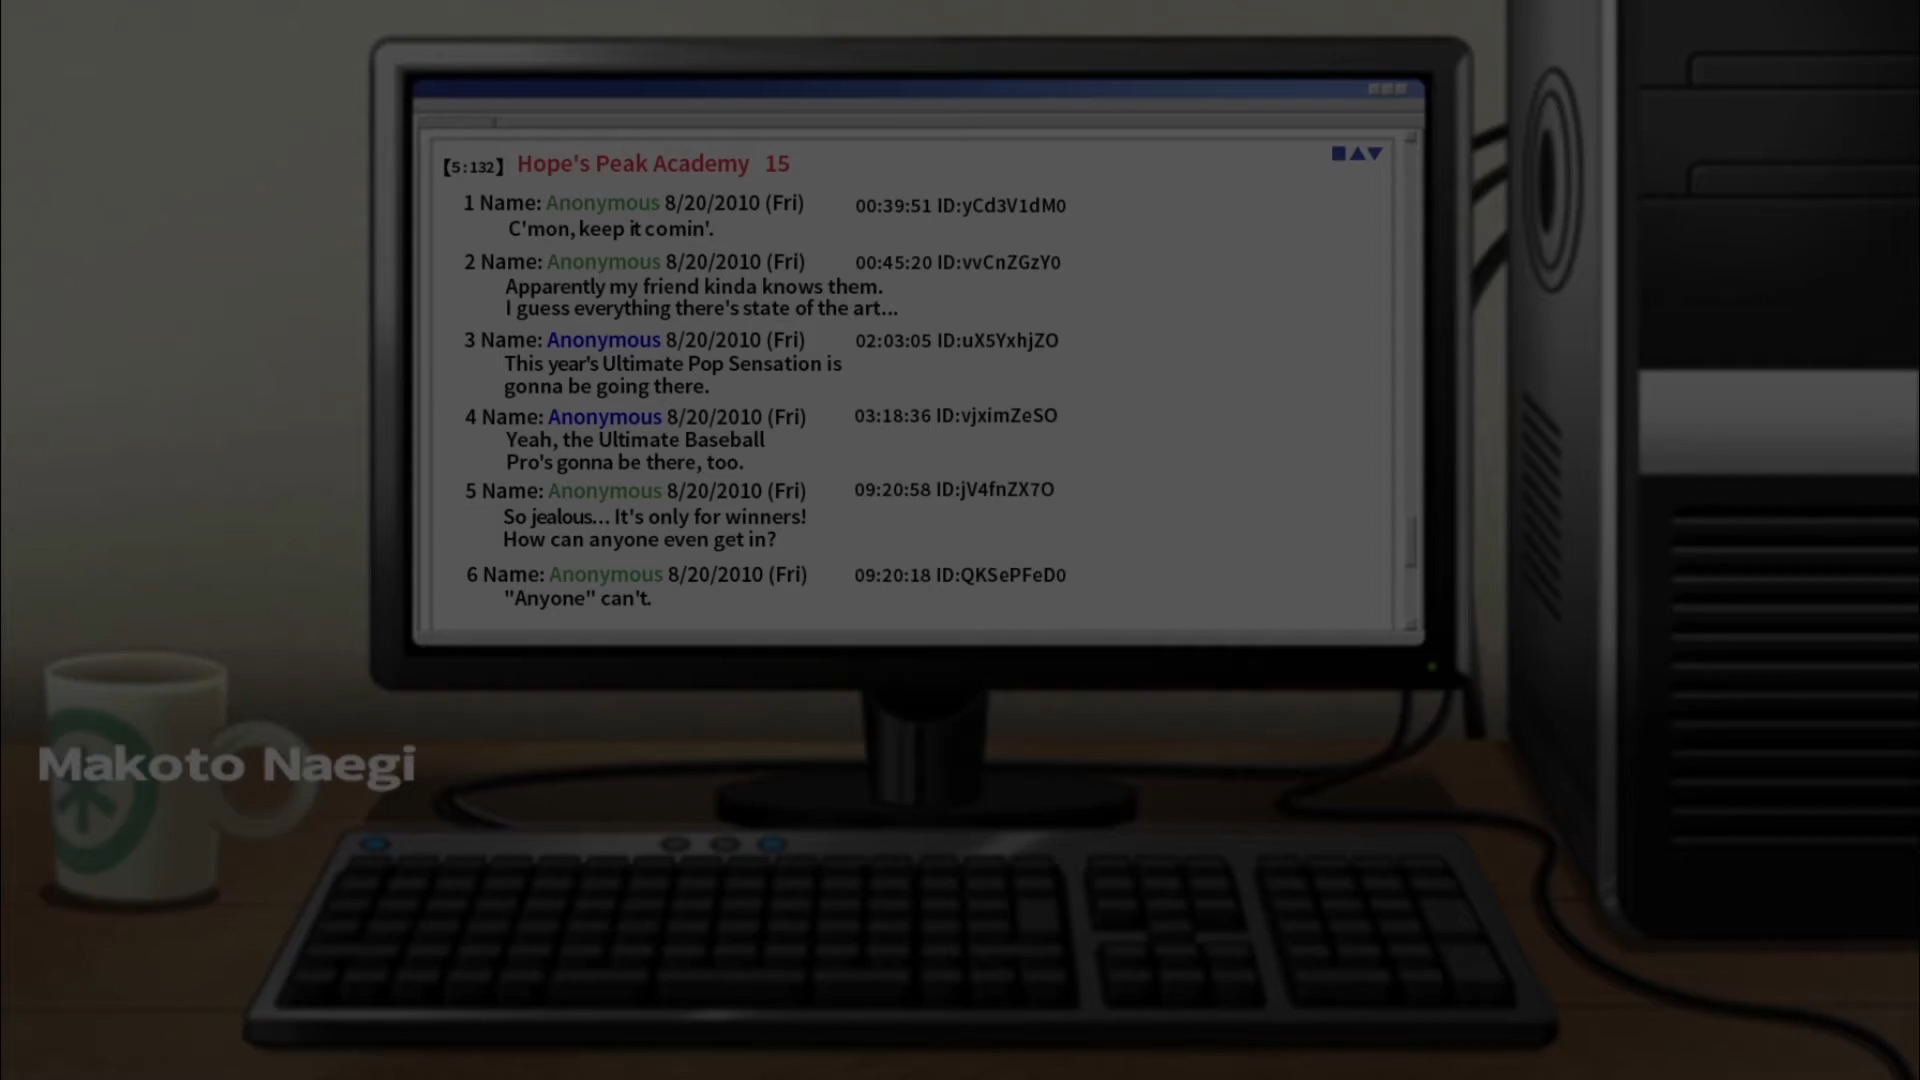 【5:132】 Hope's Peak Academy 15
1 Name: Anonymous 8/20/2010 (Fri) 00:39:51 ID:yCd3V1dM0
C'mon, keep it comin'.
2 Name: Anonymous 8/20/2010 (Fri) 00:45:20 ID:vvCnZGzY0
Apparently my friend kinda knows them.
I guess everything there's state of the art...
3 Name: Anonymous 8/20/2010 (Fri) 02:03:05 ID:uX5YxhjZO
This year's Ultimate Pop Sensation is
gonna be going there.
4 Name: Anonymous 8/20/2010 (Fri) 03:18:36 ID:vjximZeSO
Yeah, the Ultimate Baseball
Pro's gonna be there, too.
5 Name: Anonymous 8/20/2010 (Fri) 09:20:58 ID:jV4fnZX7O
So jealous... It's only for winners!
How can anyone even get in?
6 Name: Anonymous 8/20/2010 (Fri) 09:20:18 ID:QKSePFeD0
"Anyone" can't.
Makoto Naegi